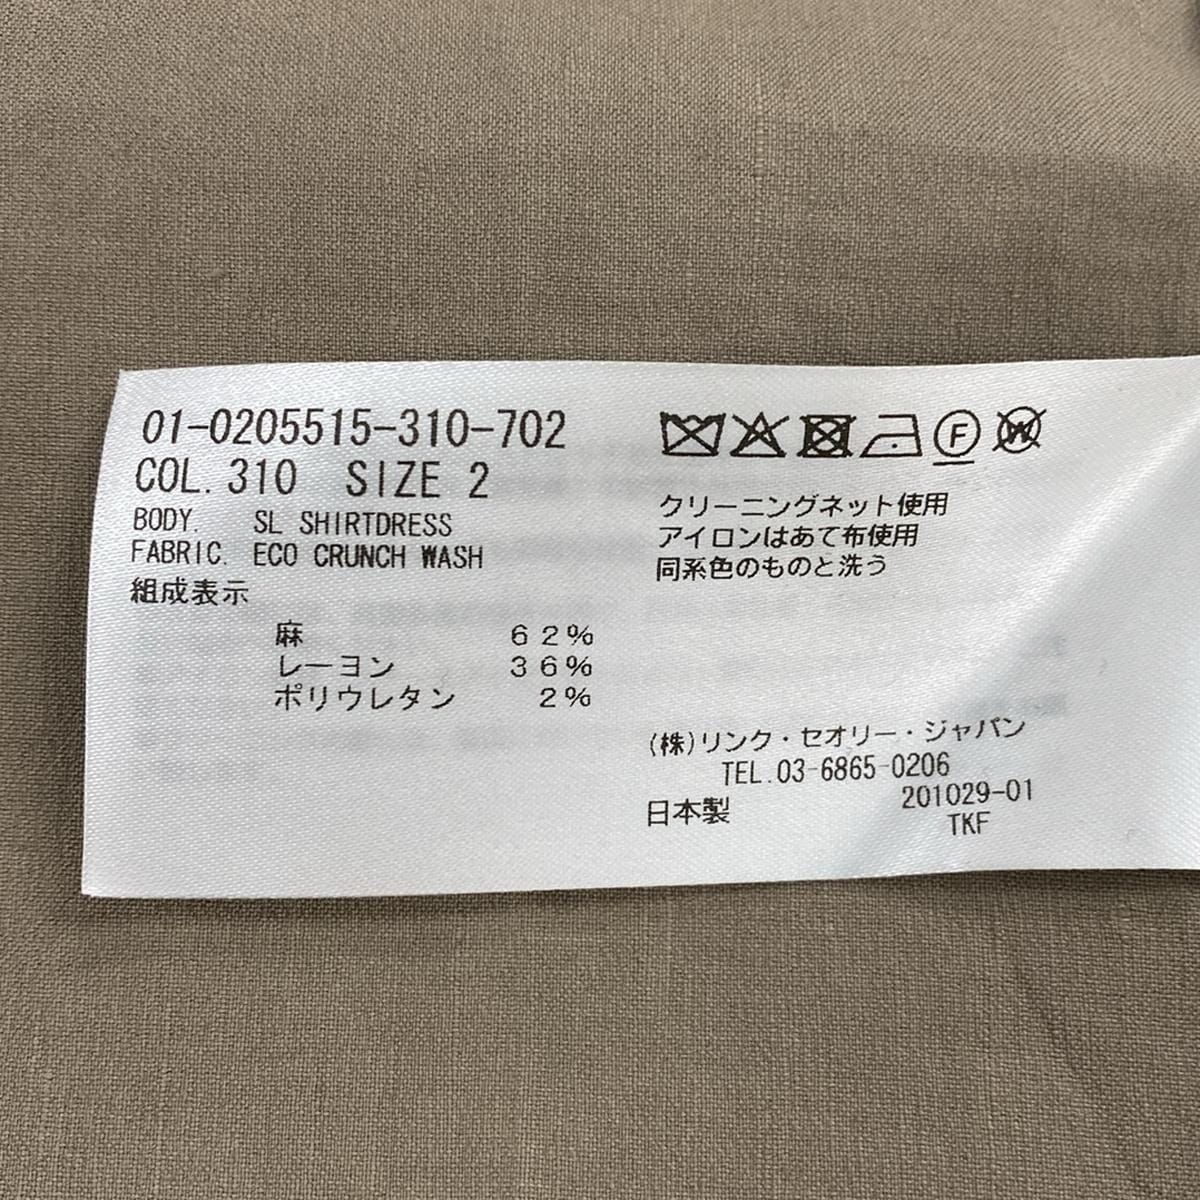 01-0205515-310-702
COL. 310 SIZE 2
BODY. SL SHIRTDRESS
FABRIC. ECO CRUNCH WASH
組成表示
麻 62%
レーヨン 36%
ポリウレタン 2%
F
W
クリーニングネット使用
アイロンはあて布使用
同系色のものと洗う
(株)リンク・セオリー・ジャパン
TEL.03-6865-0206
日本製 201029-01
TKF